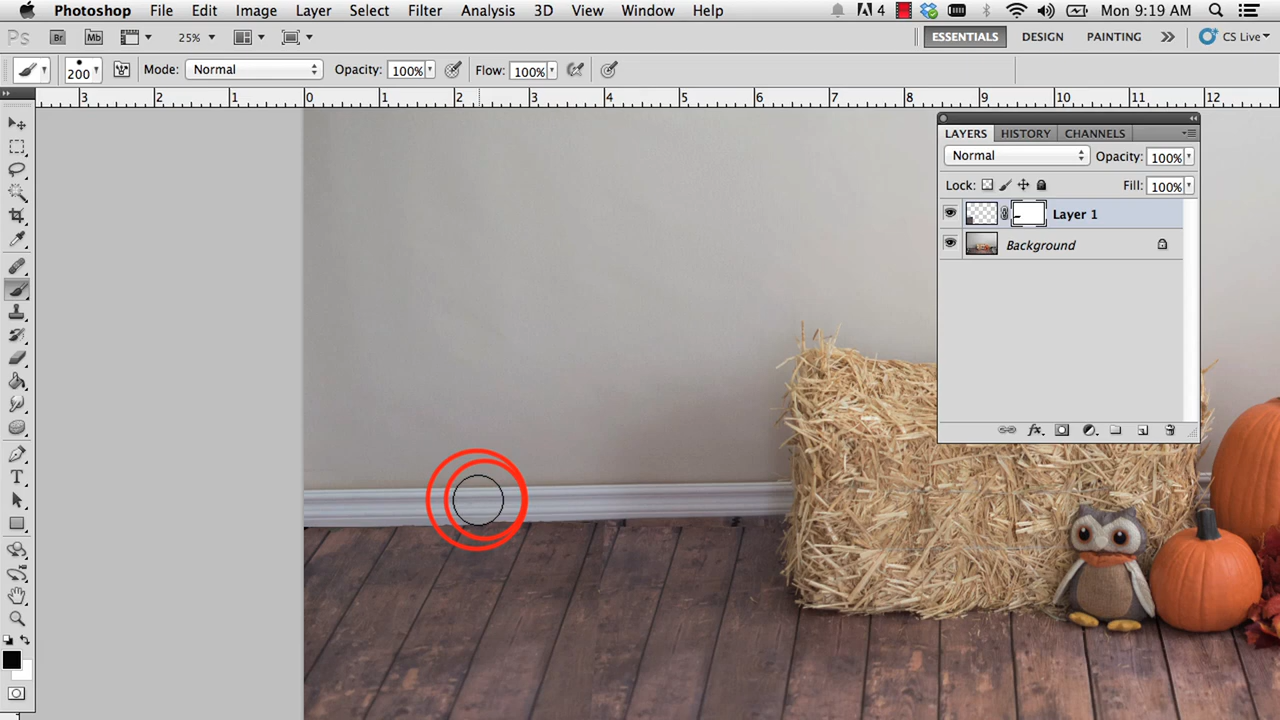 Photoshop File Edit Image Layer Select Filter Analysis 3D View Window Help 4 Mon 9:19 AM
Ps Br Mb 25% ESSENTIALS DESIGN PAINTING CS Live
200 Mode: Normal Opacity: 100% Flow: 100%
3 2 1 0 1 2 3 4 5 6 7 8 9 10 11 12
LAYERS HISTORY CHANNELS
Normal Opacity: 100%
Lock: Fill: 100%
Layer 1
Background
fx
T